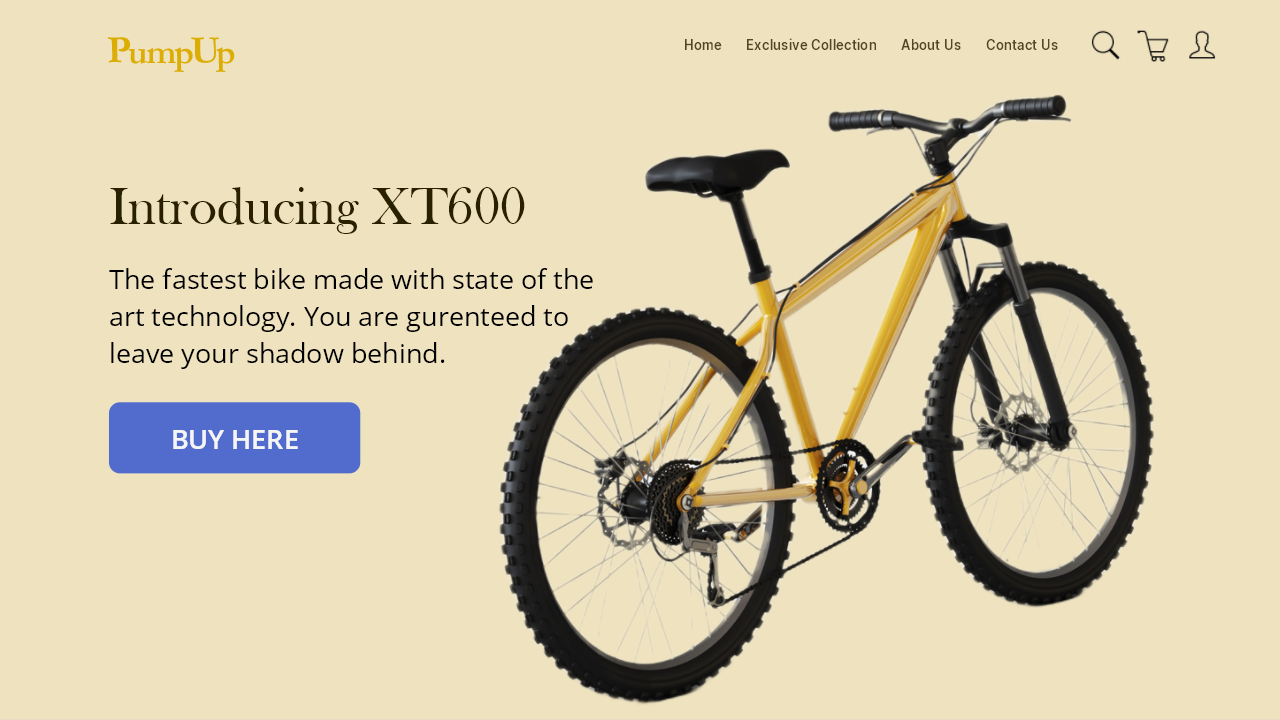 PumpUp
Home Exclusive Collection About Us Contact Us
Introducing XT600
The fastest bike made with state of the
art technology. You are gurenteed to
leave your shadow behind.
BUY HERE